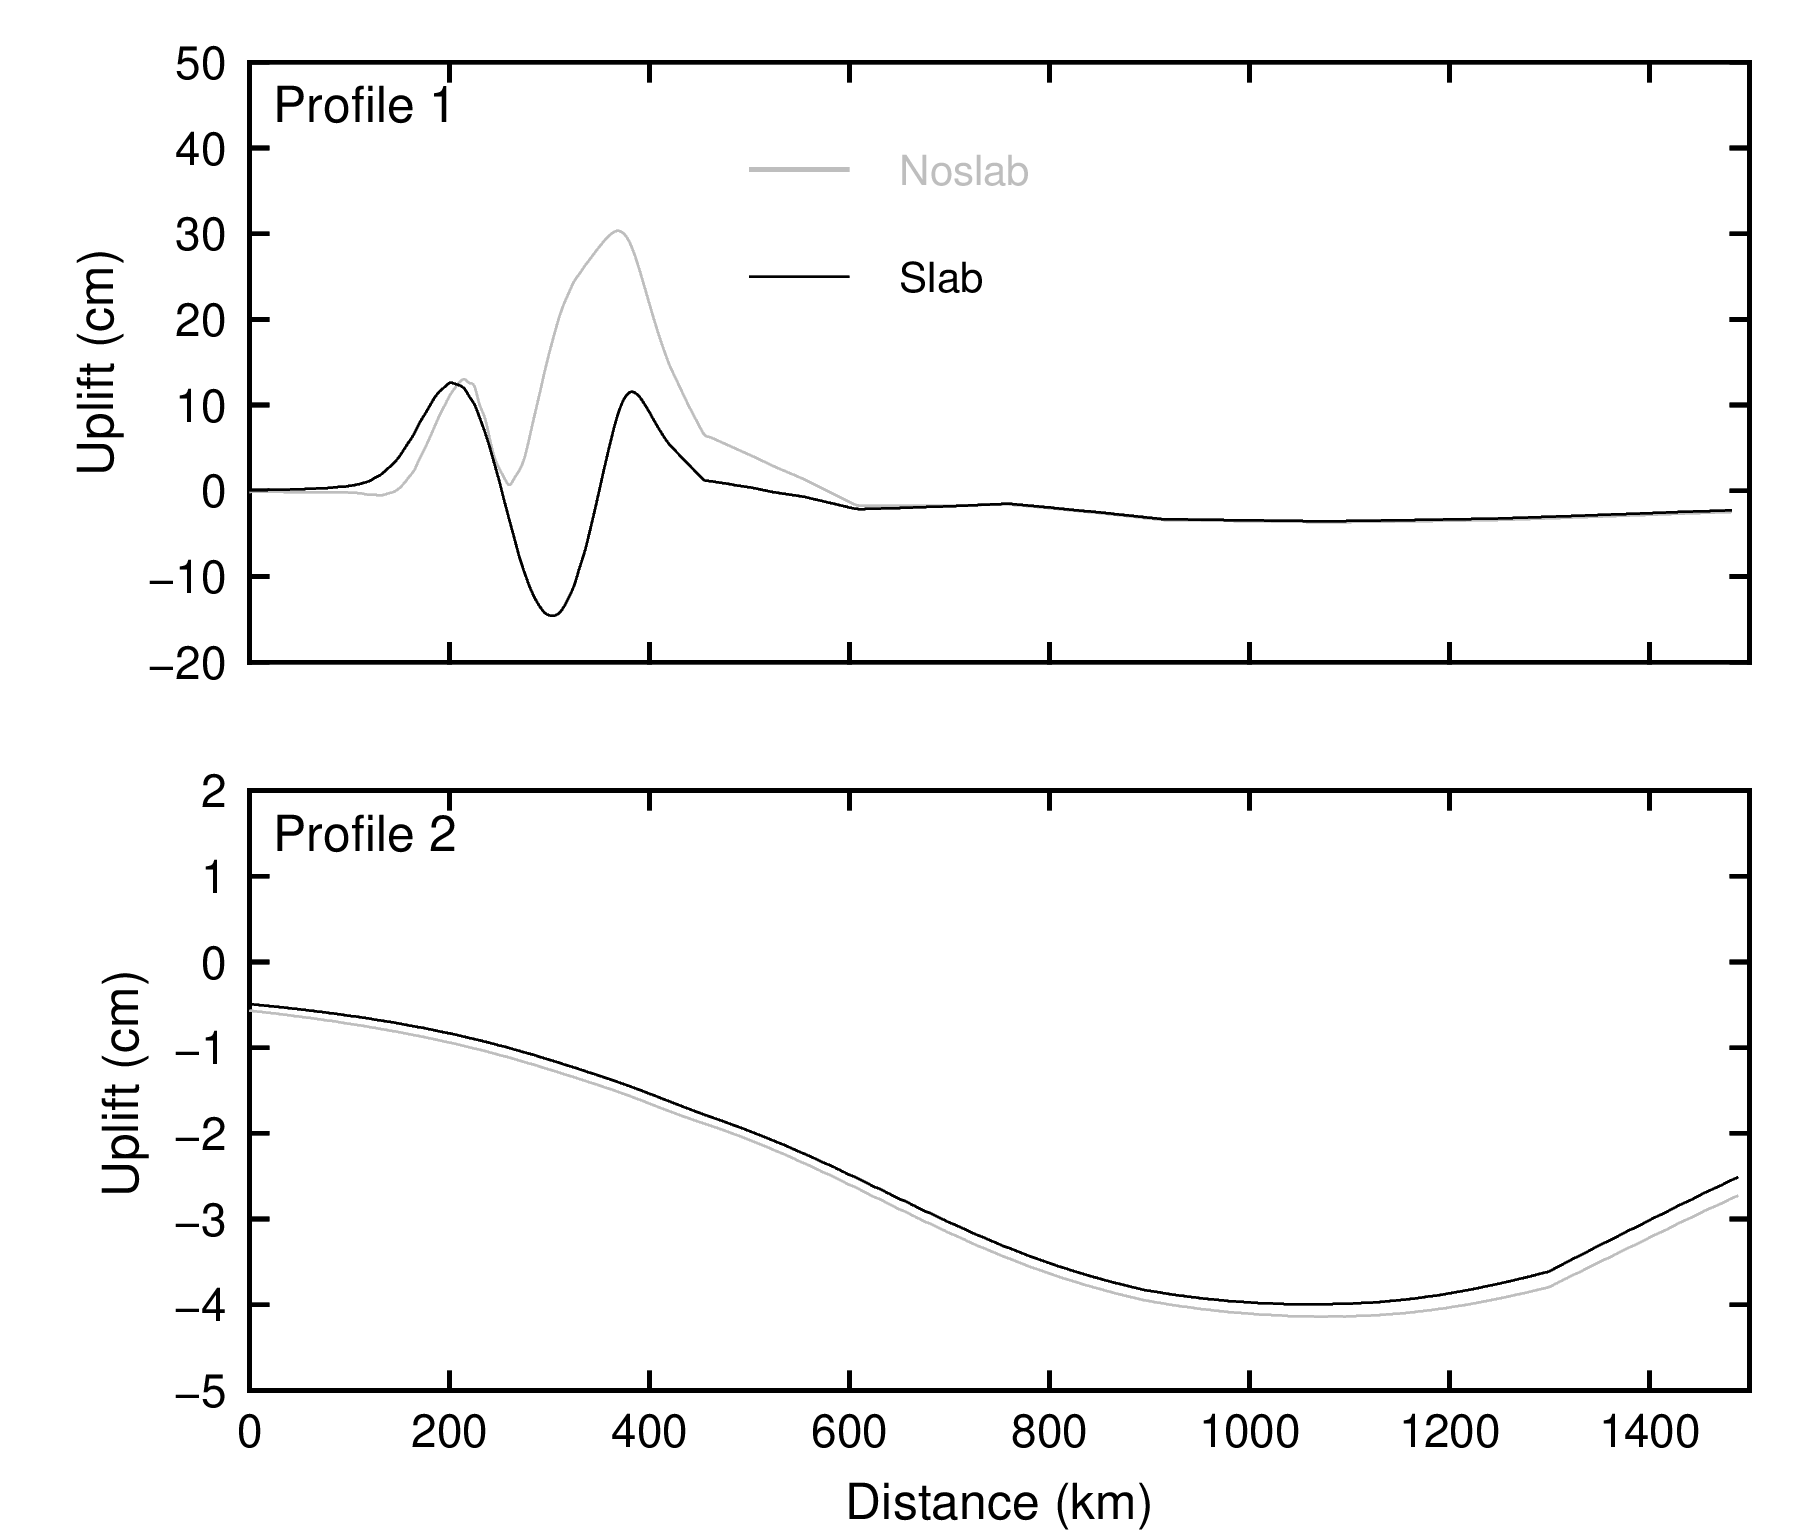 50
Profile 1
40
Noslab
30
Slab
20
10
0
−10
−20
Uplift (cm)
2
Profile 2
1
0
−1
−2
−3
−4
−5
Uplift (cm)
0 200 400 600 800 1000 1200 1400
Distance (km)